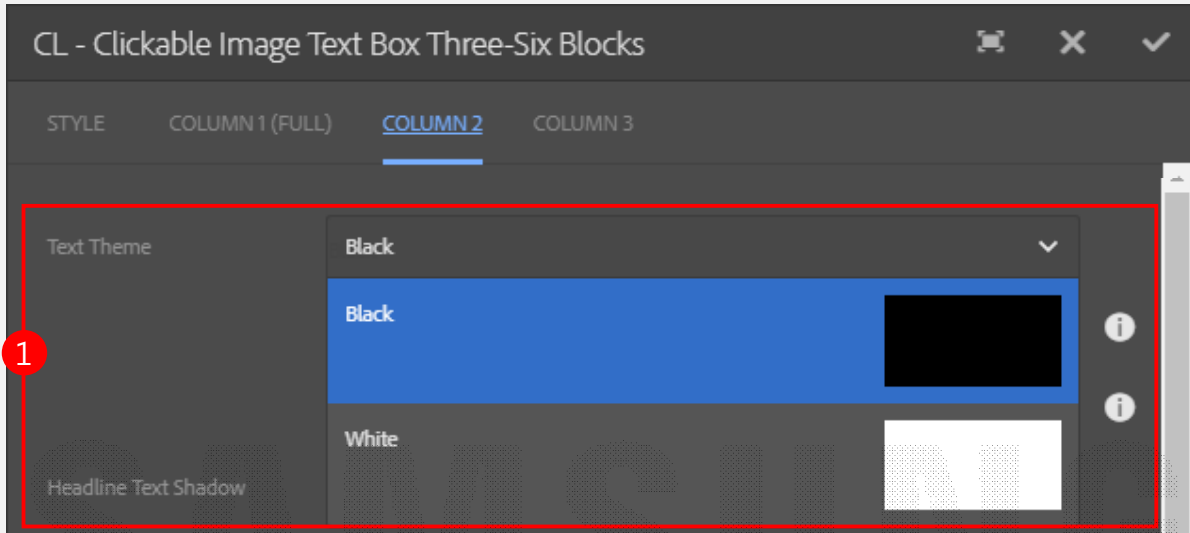 CL - Clickable Image Text Box Three-Six Blocks
STYLE COLUMN 1 (FULL) COLUMN 2 COLUMN 3
Text Theme Black
Black
1
White
Headline Text Shadow
SAMSUNG